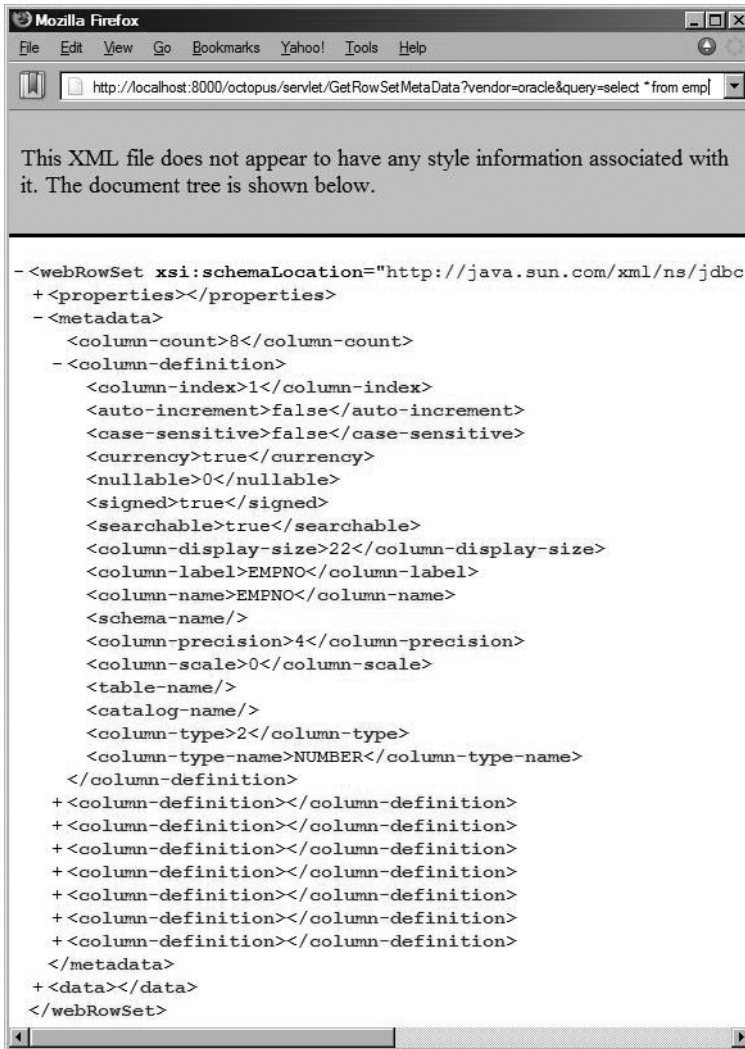 Mozilla Firefox
File Edit View Go Bookmarks Yahoo! Tools Help
http://localhost:8000/octopus/servlet/GetRowSetMetaData?vendor=oracle&query=select * from emp
This XML file does not appear to have any style information associated with
it. The document tree is shown below.
- <webRowSet xsi:schemaLocation="http://java.sun.com/xml/ns/jdbc
+ <properties></properties>
- <metadata>
<column-count>8</column-count>
- <column-definition>
<column-index>1</column-index>
<auto-increment>false</auto-increment>
<case-sensitive>false</case-sensitive>
<currency>true</currency>
<nullable>0</nullable>
<signed>true</signed>
<searchable>true</searchable>
<column-display-size>22</column-display-size>
<column-label>EMPNO</column-label>
<column-name>EMPNO</column-name>
<schema-name/>
<column-precision>4</column-precision>
<column-scale>0</column-scale>
<table-name/>
<catalog-name/>
<column-type>2</column-type>
<column-type-name>NUMBER</column-type-name>
</column-definition>
+ <column-definition></column-definition>
+ <column-definition></column-definition>
+ <column-definition></column-definition>
+ <column-definition></column-definition>
+ <column-definition></column-definition>
+ <column-definition></column-definition>
+ <column-definition></column-definition>
</metadata>
+ <data></data>
</webRowSet>